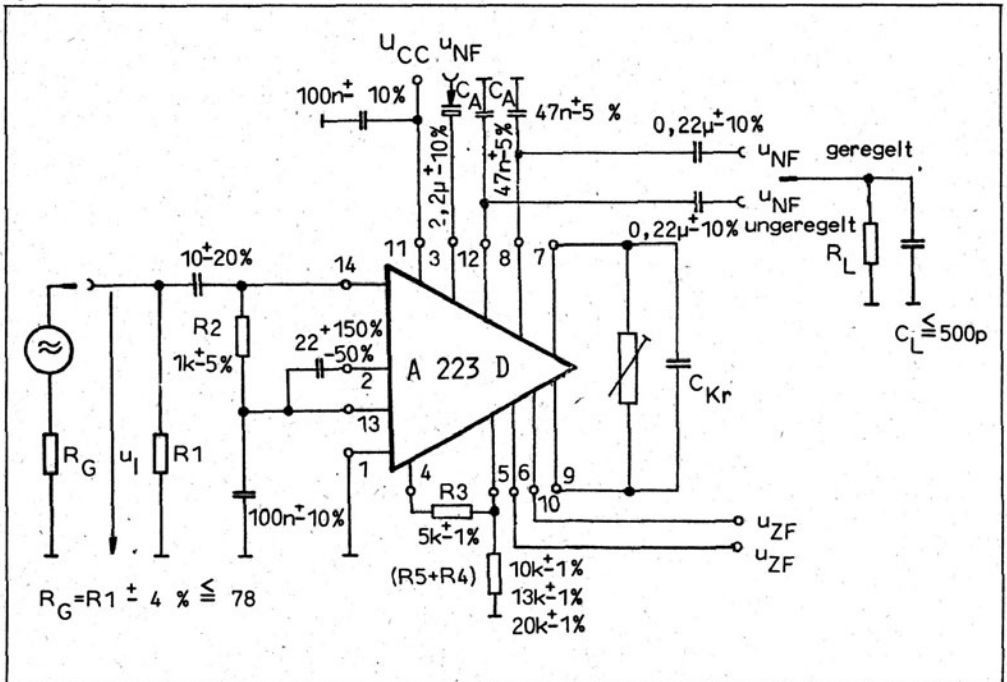 u_CC
u_NF
100n±10%
2,2µ±10%
C_A
C_A
47n±5%
47n±5 %
0,22µ±10%
u_NF
geregelt
u_NF
0,22µ±10% ungeregelt
R_L
C_L ≦ 500p
11
3
12
8
7
10±20%
14
R2
1k±5%
22 +150% -50%
2
A 223 D
C_Kr
13
R_G
u_I
R1
1
4
5
6
9
10
R3
5k±1%
100n±10%
u_ZF
u_ZF
(R5+R4)
10k±1%
13k±1%
20k±1%
R_G=R1 ± 4 % ≦ 78